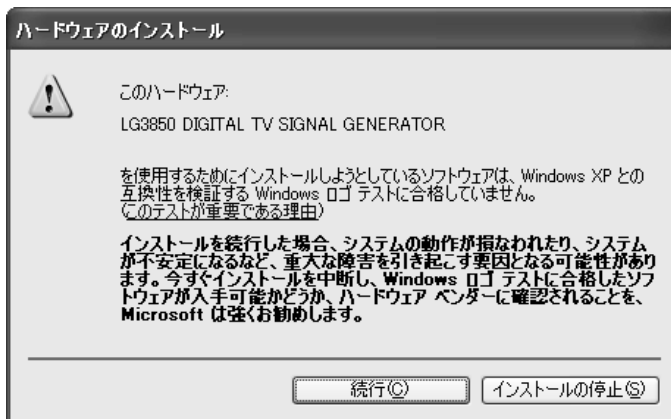 ハードウェアのインストール
このハードウェア:
LG3850 DIGITAL TV SIGNAL GENERATOR
を使用するためにインストールしようとしているソフトウェアは、Windows XP との
互換性を検証する Windows ロゴ テストに合格していません。
(このテストが重要である理由)
インストールを続行した場合、システムの動作が損なわれたり、システム
が不安定になるなど、重大な障害を引き起こす要因となる可能性があり
ます。今すぐインストールを中断し、Windows ロゴ テストに合格したソフ
トウェアが入手可能かどうか、ハードウェア ベンダーに確認されることを、
Microsoft は強くお勧めします。
続行(C)
インストールの停止(S)